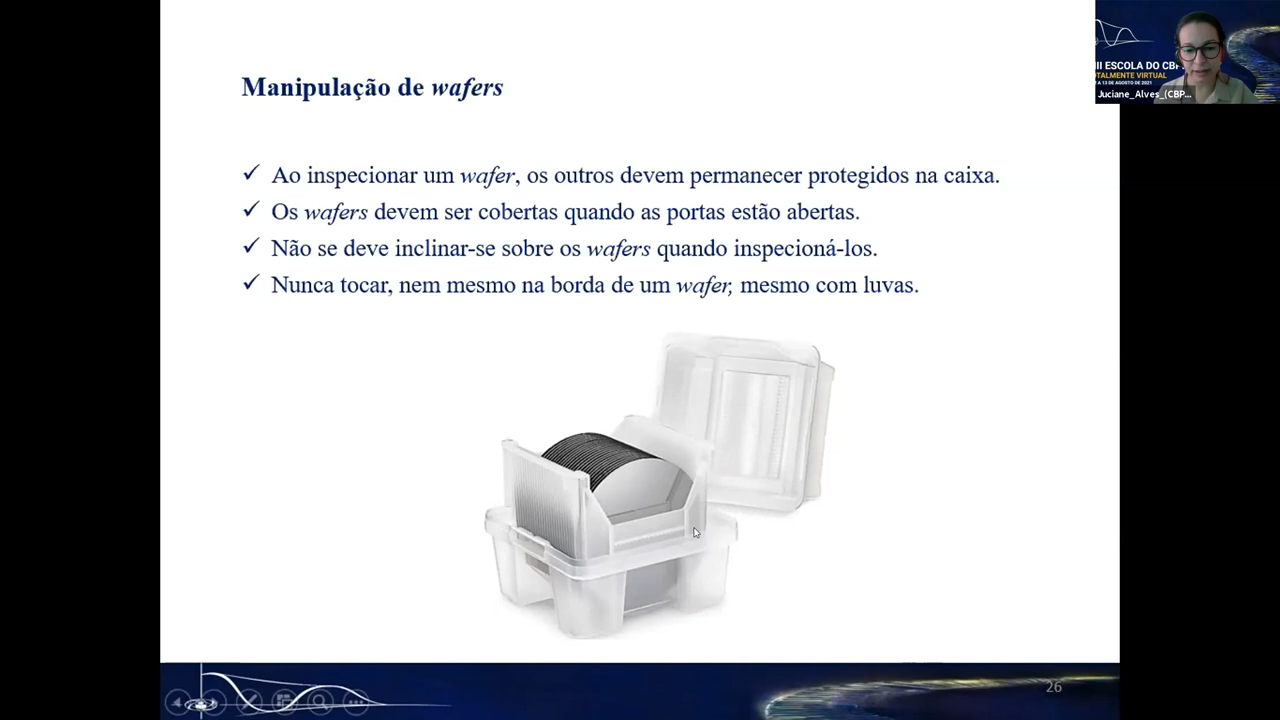 Manipulação de wafers
✓ Ao inspecionar um wafer, os outros devem permanecer protegidos na caixa.
✓ Os wafers devem ser cobertas quando as portas estão abertas.
✓ Não se deve inclinar-se sobre os wafers quando inspecioná-los.
✓ Nunca tocar, nem mesmo na borda de um wafer, mesmo com luvas.
26
III ESCOLA DO CBP
OTALMENTE VIRTUAL
A 13 DE AGOSTO DE 2021
Juciane_Alves_(CBP...